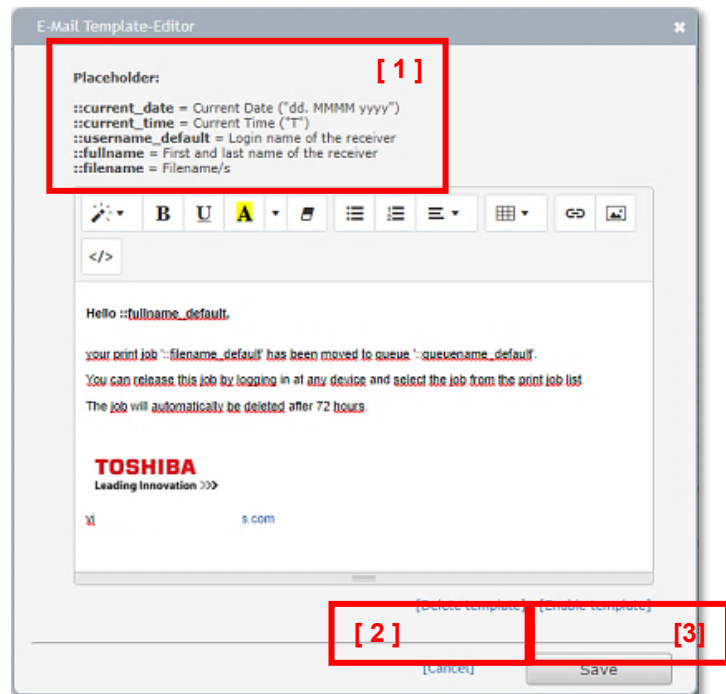 E-Mail Template-Editor
[ 1 ]
Placeholder:
::current_date = Current Date ("dd. MMMM yyyy")
::current_time = Current Time ("T")
::username_default = Login name of the receiver
::fullname = First and last name of the receiver
::filename = Filename/s
B U A
</>
Hello ::fullname_default,
your print job '::filename_default' has been moved to queue '::queuename_default'.
You can release this job by logging in at any device and select the job from the print job list.
The job will automatically be deleted after 72 hours.
TOSHIBA
Leading Innovation >>>
s.com
[Delete template] [Enable template]
[ 2 ] [3]
[Cancel] Save